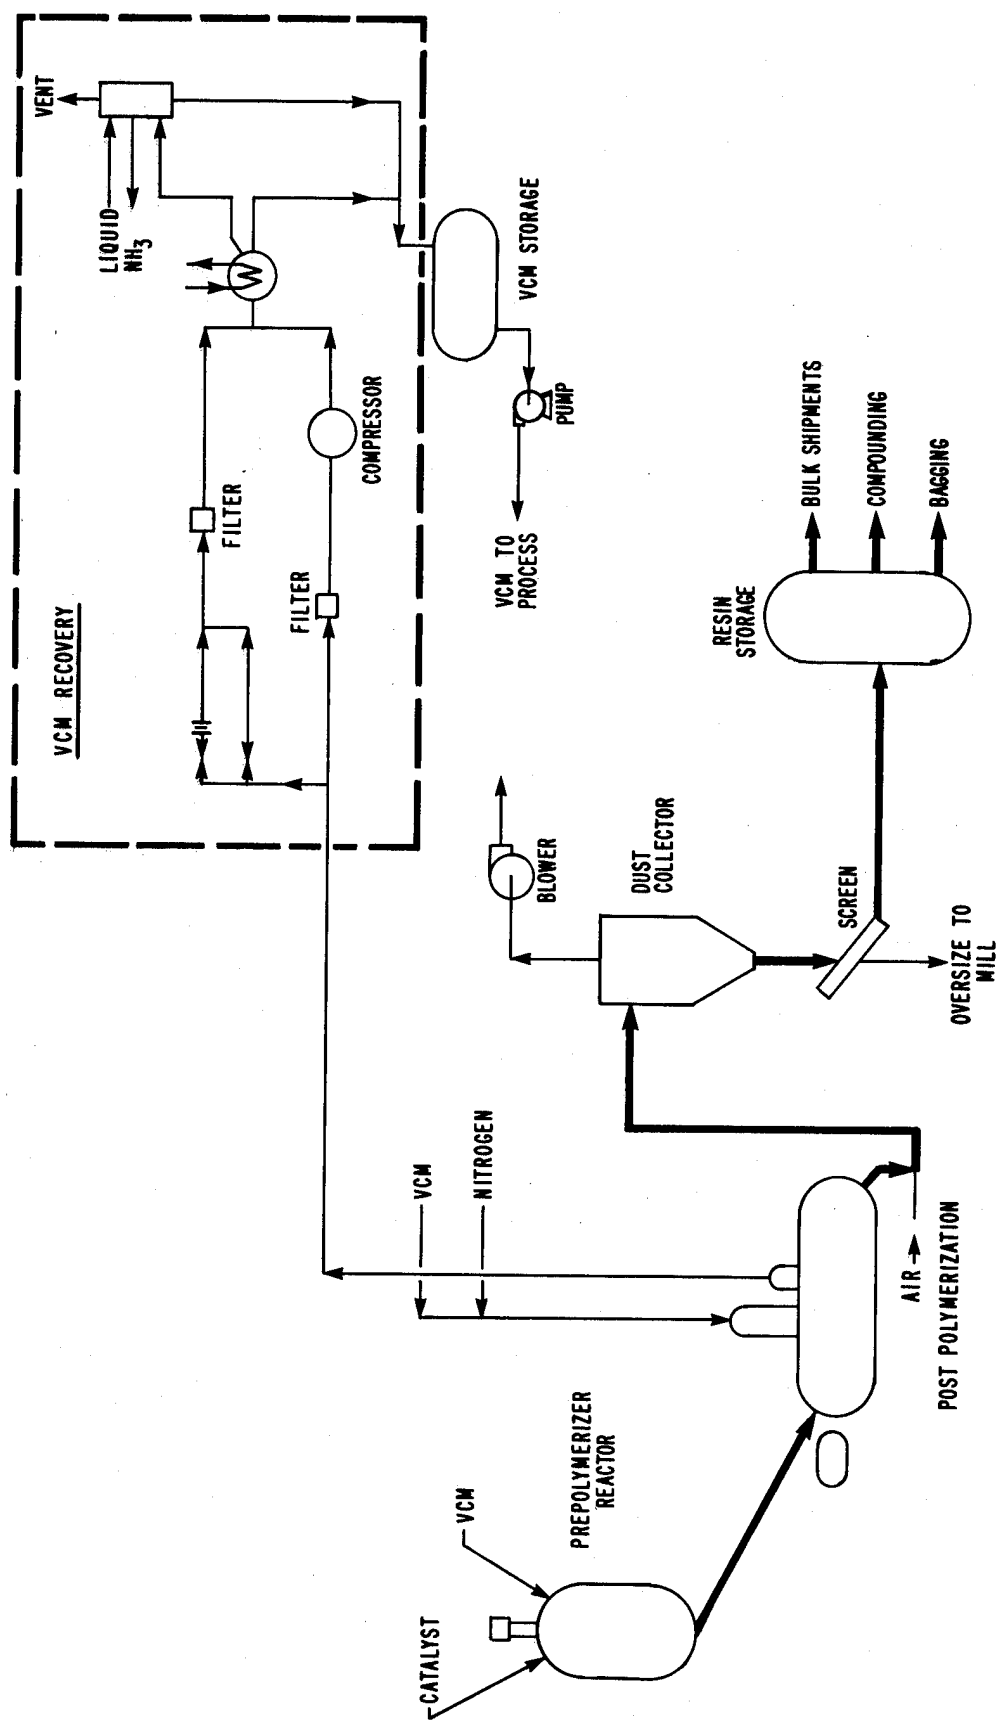 VCM RECOVERY
VENT
LIQUID
NH3
FILTER
FILTER
COMPRESSOR
VCM STORAGE
PUMP
VCM TO
PROCESS
CATALYST
VCM
PREPOLYMERIZER
REACTOR
VCM
NITROGEN
POST POLYMERIZATION
AIR
BLOWER
DUST
COLLECTOR
SCREEN
OVERSIZE TO
MILL
RESIN
STORAGE
BULK SHIPMENTS
COMPOUNDING
BAGGING